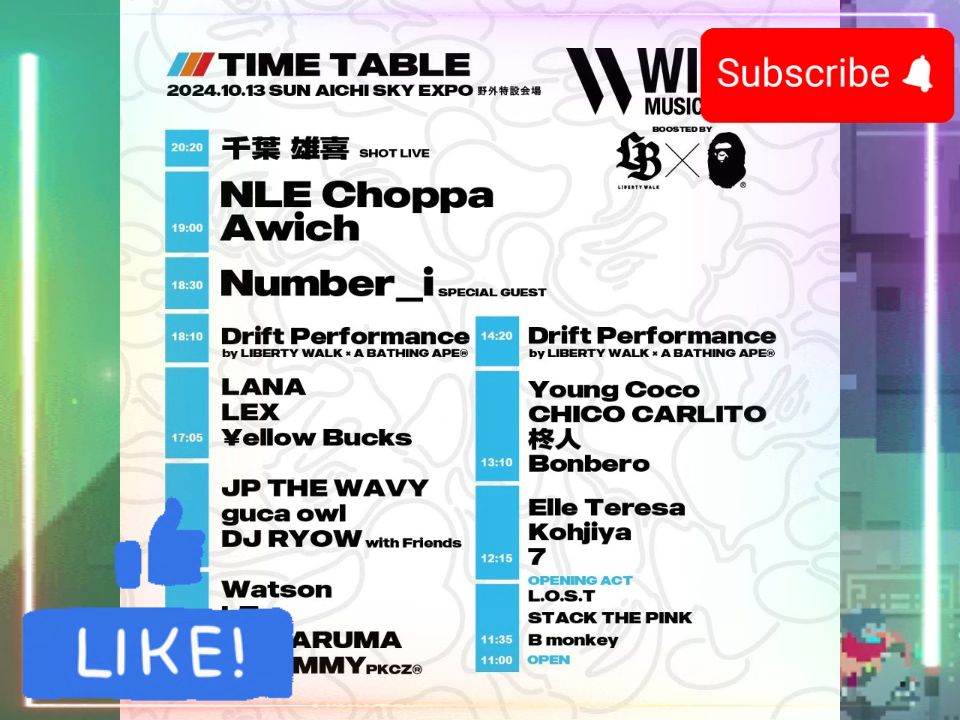 TIME TABLE
2024.10.13 SUN AICHI SKY EXPO 野外特設会場
MUSIC
Subscribe
BOOSTED BY
LB
LIBERTY WALK
®
20:20 千葉 雄喜 SHOT LIVE
NLE Choppa
19:00 Awich
18:30 Number_i SPECIAL GUEST
18:10 Drift Performance
by LIBERTY WALK × A BATHING APE®
LANA
LEX
17:05 ¥ellow Bucks
JP THE WAVY
guca owl
DJ RYOW with Friends
Watson
PKCZ®
LIKE!
14:20 Drift Performance
by LIBERTY WALK × A BATHING APE®
Young Coco
CHICO CARLITO
柊人
13:10 Bonbero
Elle Teresa
Kohjiya
12:15 7
OPENING ACT
L.O.S.T
STACK THE PINK
11:35 B monkey
11:00 OPEN